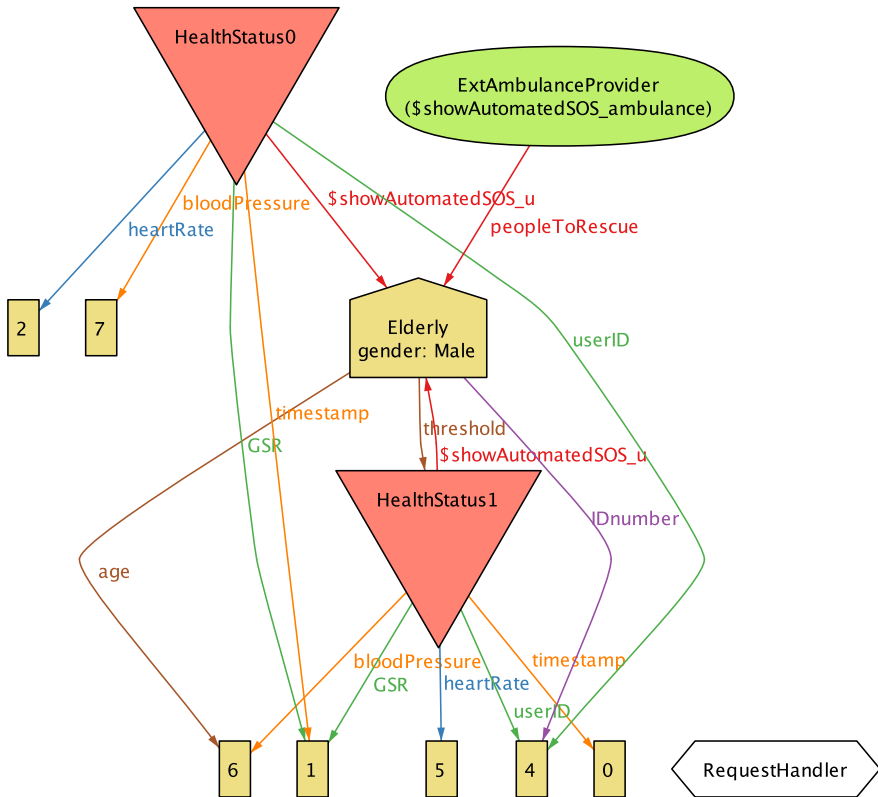 HealthStatus0
ExtAmbulanceProvider
($showAutomatedSOS_ambulance)
bloodPressure
$showAutomatedSOS_u
heartRate
peopleToRescue
2
7
Elderly
gender: Male
userID
timestamp
threshold
GSR
$showAutomatedSOS_u
HealthStatus1
IDnumber
age
bloodPressure
timestamp
GSR
heartRate
userID
6
1
5
4
0
RequestHandler